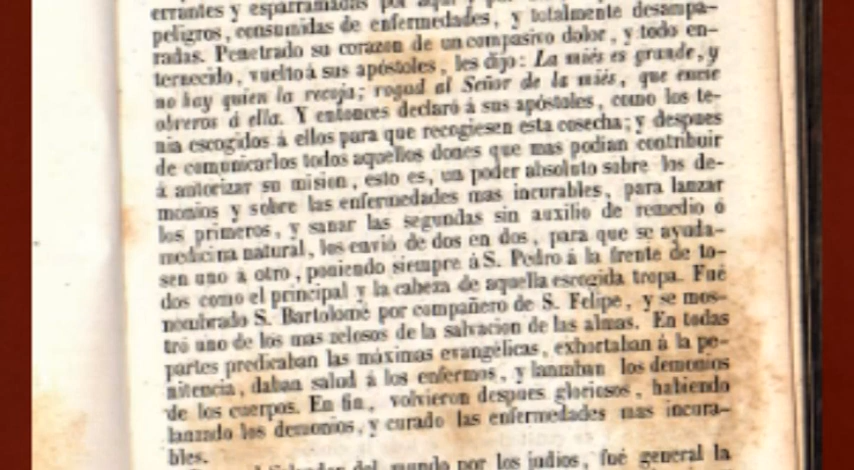 errantes y esparramadas por aqui y por
peligros, consumidas de enfermedades, y totalmente desampa-
radas. Penetrado su corazon de un compasivo dolor, y todo en-
ternecido, vuelto á sus apóstoles, les dijo: La miés es grande, y
no hay quien la recoja; rogad al Señor de la miés, que envie
obreros á ella. Y entonces declaró á sus apóstoles, como los te-
nia escogidos á ellos para que recogiesen esta cosecha; y despues
de comunicarlos todos aquellos dones que mas podian contribuir
á autorizar su mision, esto es, un poder absoluto sobre los de-
monios y sobre las enfermedades mas incurables, para lanzar
los primeros, y sanar las segundas sin auxilio de remedio ó
medicina natural, los envió de dos en dos, para que se ayuda-
sen uno á otro, poniendo siempre á S. Pedro á la frente de to-
dos como el principal y la cabeza de aquella escogida tropa. Fué
nombrado S. Bartolomé por compañero de S. Felipe, y se mos-
tró uno de los mas zelosos de la salvacion de las almas. En todas
partes predicaban las máximas evangélicas, exhortaban á la pe-
nitencia, daban salud á los enfermos, y lanzaban los demonios
de los cuerpos. En fin, volvieron despues gloriosos, habiendo
lanzado los demonios, y curado las enfermedades mas incura-
bles.
del mundo por los judios, fué general la